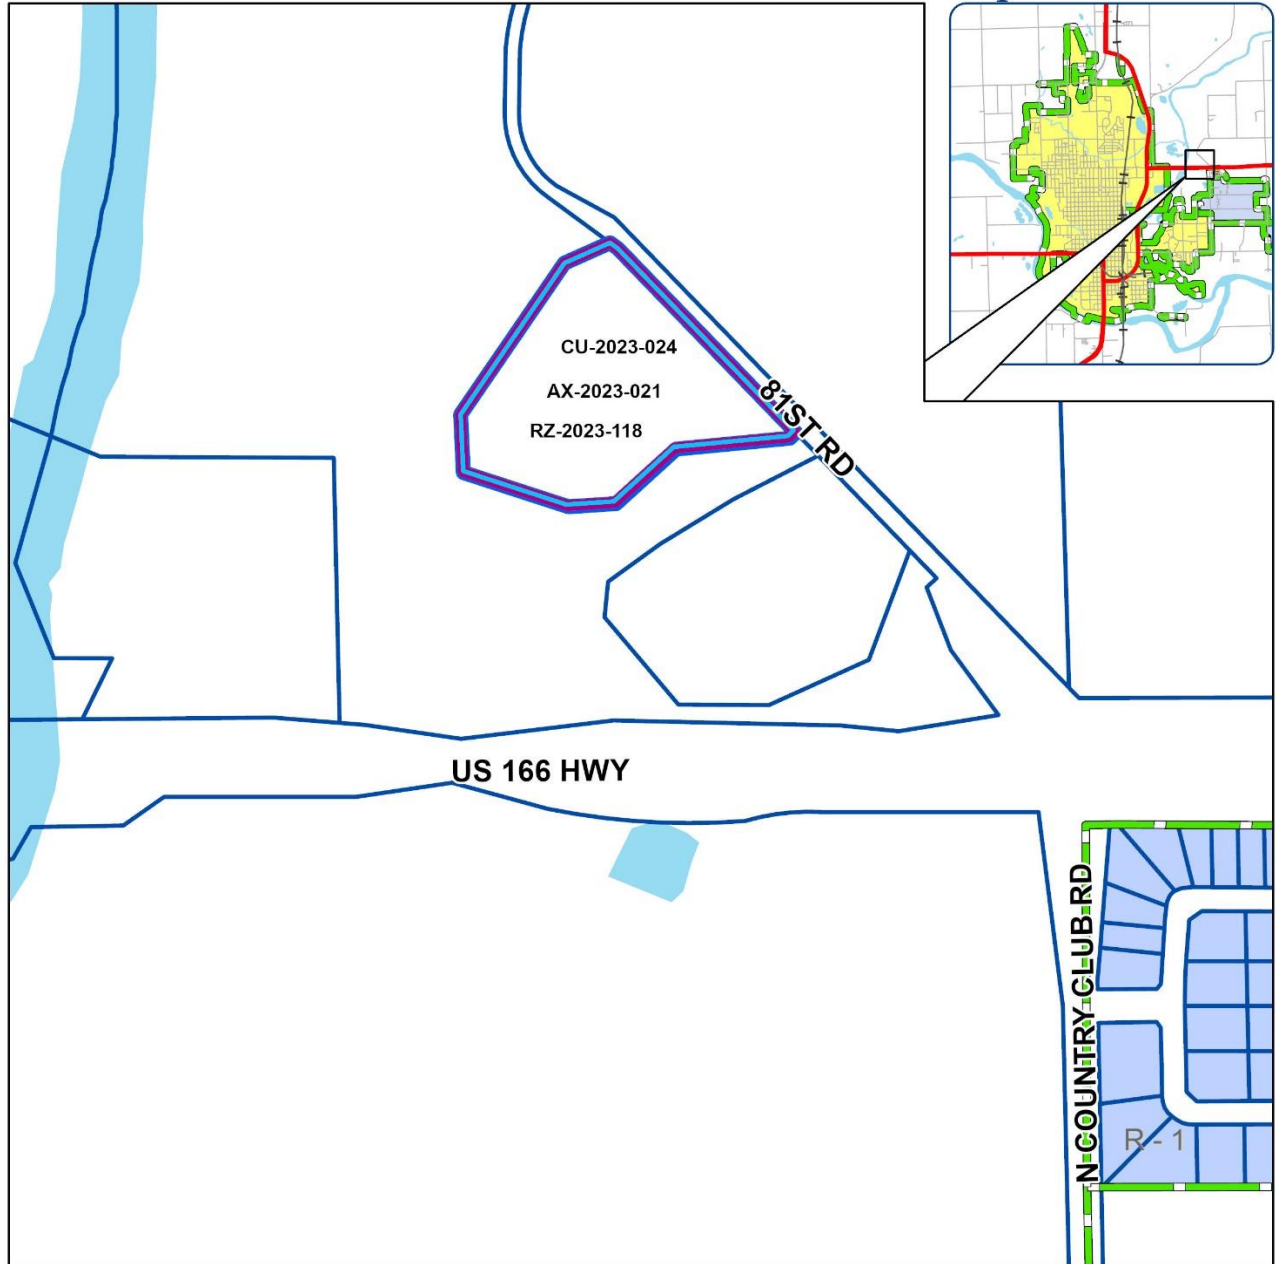 CU-2023-024
AX-2023-021
RZ-2023-118
81ST RD
US 166 HWY
N COUNTRY CLUB RD
R - 1